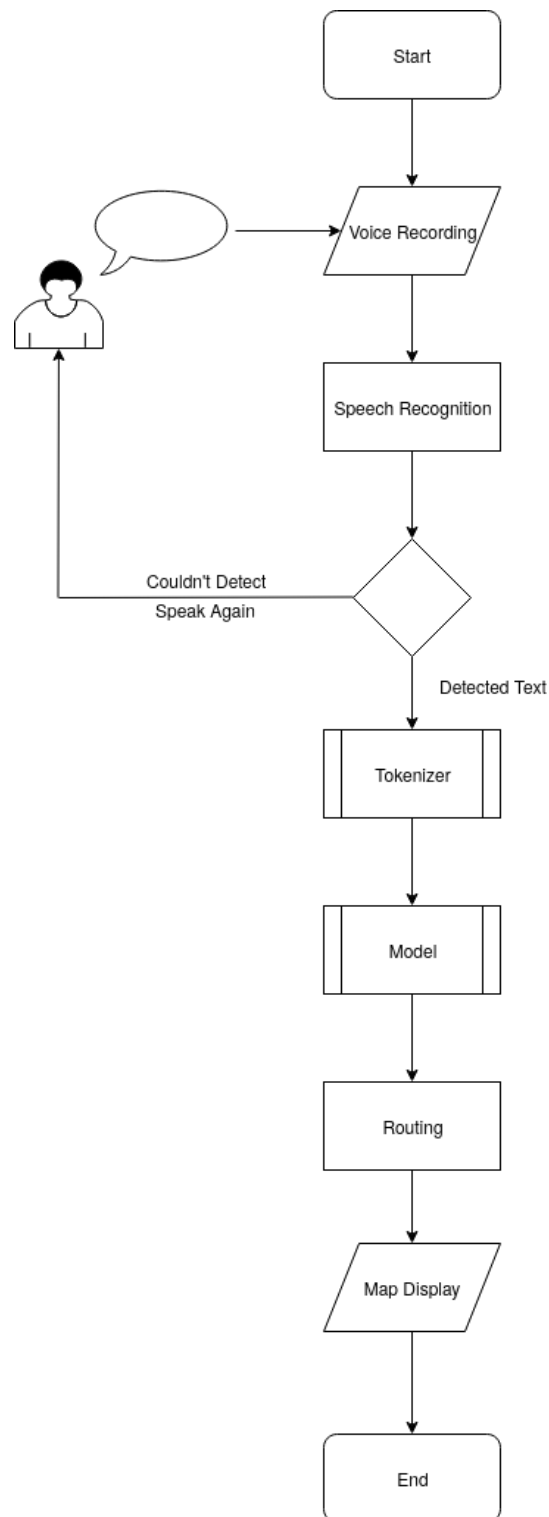 Start
Voice Recording
Speech Recognition
Couldn't Detect
Speak Again
Detected Text
Tokenizer
Model
Routing
Map Display
End